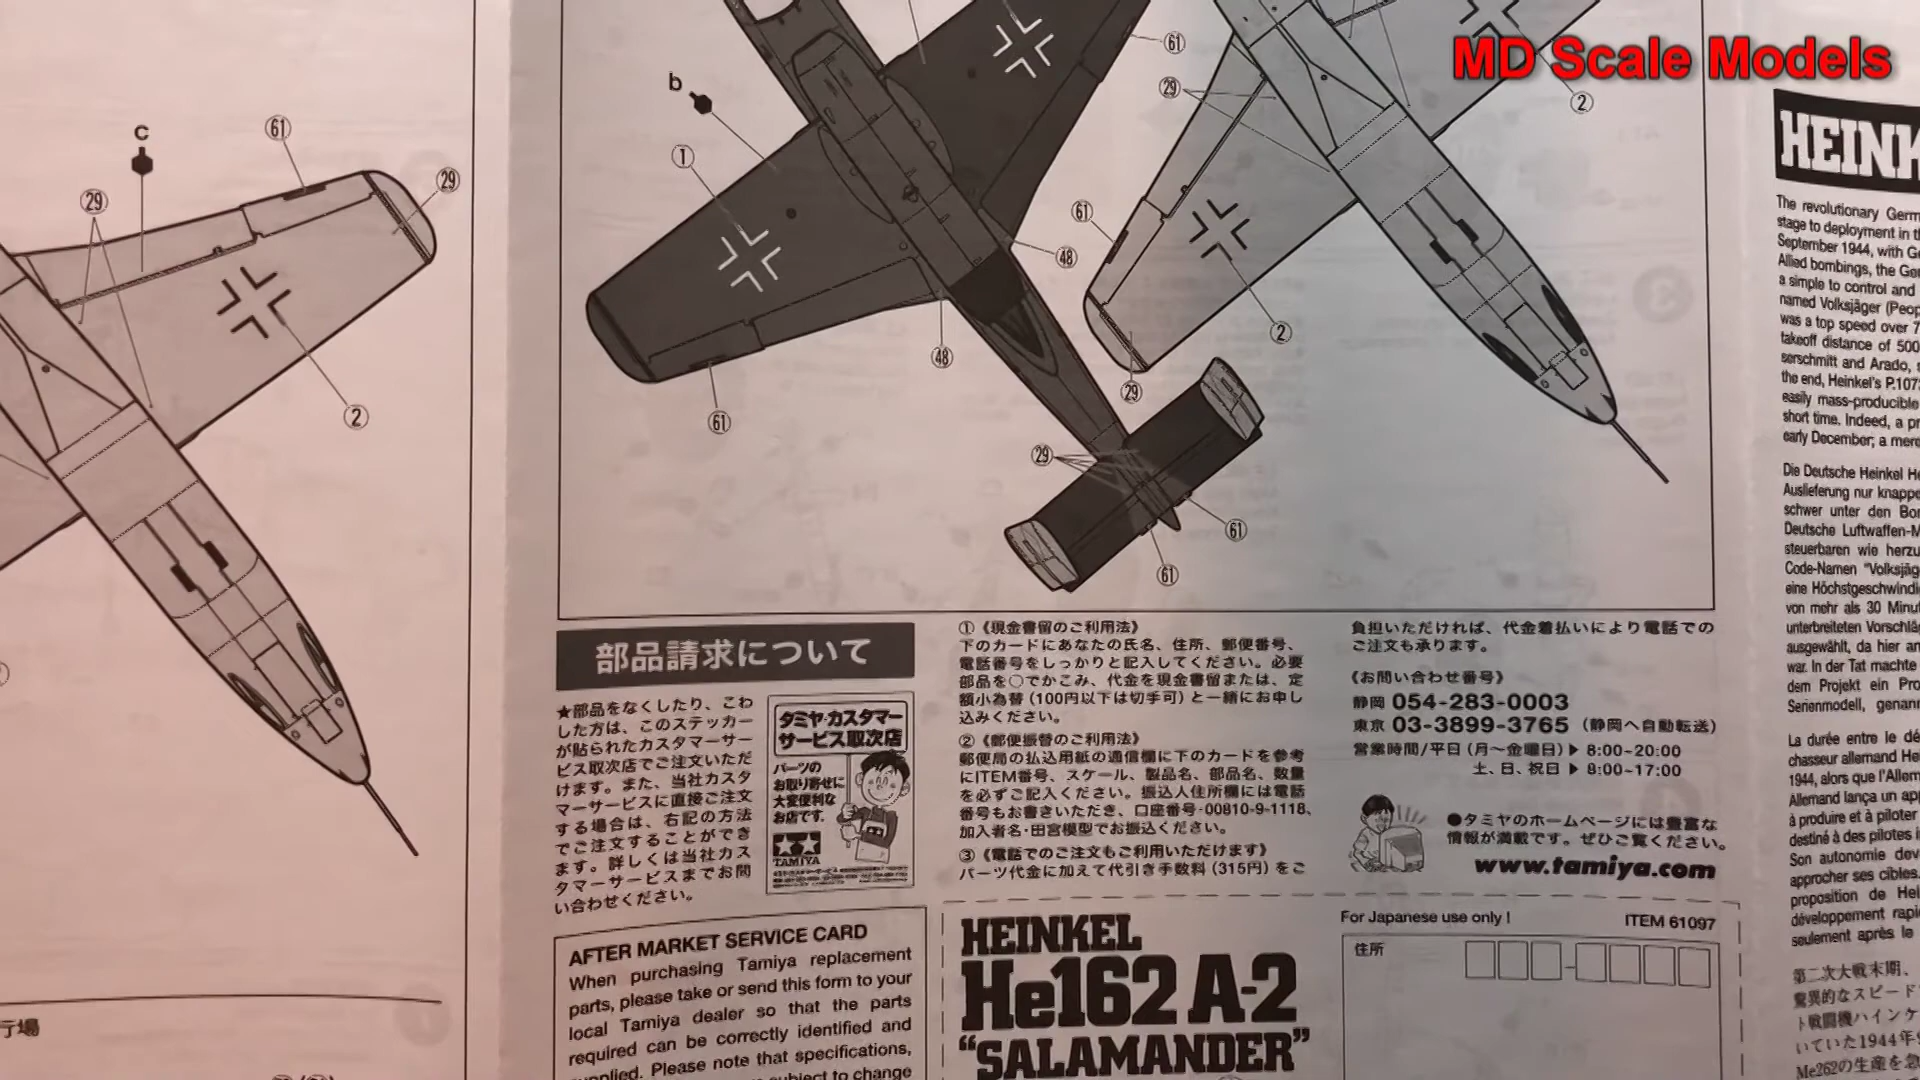 MD Scale Models
61
b
29
2
c
61
1
29
29
61
48
2
48
29
2
61
29
61
61
行場
部品請求について
★部品をなくしたり、こわ
した方は、このステッカー
が貼られたカスタマーサー
ビス取次店でご注文いただ
けます。また、当社カスタ
マーサービスに直接ご注文
する場合は、右記の方法
でご注文することができ
ます。詳しくは当社カス
タマーサービスまでお問
い合わせください。
タミヤ・カスタマー
サービス取次店
パーツの
お取り寄せに
大変便利な
お店です。
TAMIYA
①《現金書留のご利用法》
下のカードにあなたの氏名、住所、郵便番号、
電話番号をしっかりと記入してください。必要
部品を○でかこみ、代金を現金書留または、定
額小為替(100円以下は切手可)と一緒にお申し
込みください。
②《郵便振替のご利用法》
郵便局の払込用紙の通信欄に下のカードを参考
にITEM番号、スケール、製品名、部品名、数量
を必ずご記入ください。振込人住所欄には電話
番号もお書きいただき、口座番号・00810-9-1118、
加入者名・田宮模型でお振込ください。
③《電話でのご注文もご利用いただけます》
パーツ代金に加えて代引き手数料(315円)をご
負担いただければ、代金着払いにより電話での
ご注文も承ります。
《お問い合わせ番号》
静岡 054-283-0003
東京 03-3899-3765 (静岡へ自動転送)
営業時間/平日(月〜金曜日)▶8:00~20:00
土、日、祝日▶8:00~17:00
●タミヤのホームページには豊富な
情報が満載です。ぜひご覧ください。
www.tamiya.com
AFTER MARKET SERVICE CARD
When purchasing Tamiya replacement
parts, please take or send this form to your
local Tamiya dealer so that the parts
required can be correctly identified and
supplied. Please note that specifications,
subject to change
HEINKEL
He162 A-2
"SALAMANDER"
For Japanese use only !
ITEM 61097
住所
HEINK
The revolutionary Germ
stage to deployment in th
September 1944, with Ge
Allied bombings, the Ger
a simple to control and
named Volksjäger (Peop
was a top speed over 7
takeoff distance of 500
serschmitt and Arado,
the end, Heinkel's P.107
easily mass-producible
short time. Indeed, a pr
early December; a merc
Die Deutsche Heinkel He
Auslieferung nur knappe
schwer unter den Bor
Deutsche Luftwaffen-M
steuerbaren wie herzu
Code-Namen "Volksjäg
eine Höchstgeschwindi
von mehr als 30 Minut
unterbreiteten Vorschlä
ausgewählt, da hier an
war. In der Tat machte
dem Projekt ein Pro
Serienmodell, genann
La durée entre le dé
chasseur allemand He
1944, alors que l'Allem
Allemand lança un app
à produire et à piloter
destiné à des pilotes i
Son autonomie dev
approcher ses cibles.
proposition de Hei
développement rapi
seulement après le
第二次大戦末期、
驚異的なスピード
ト戦闘機ハインケ
いていた1944年9
Me262の生産を急